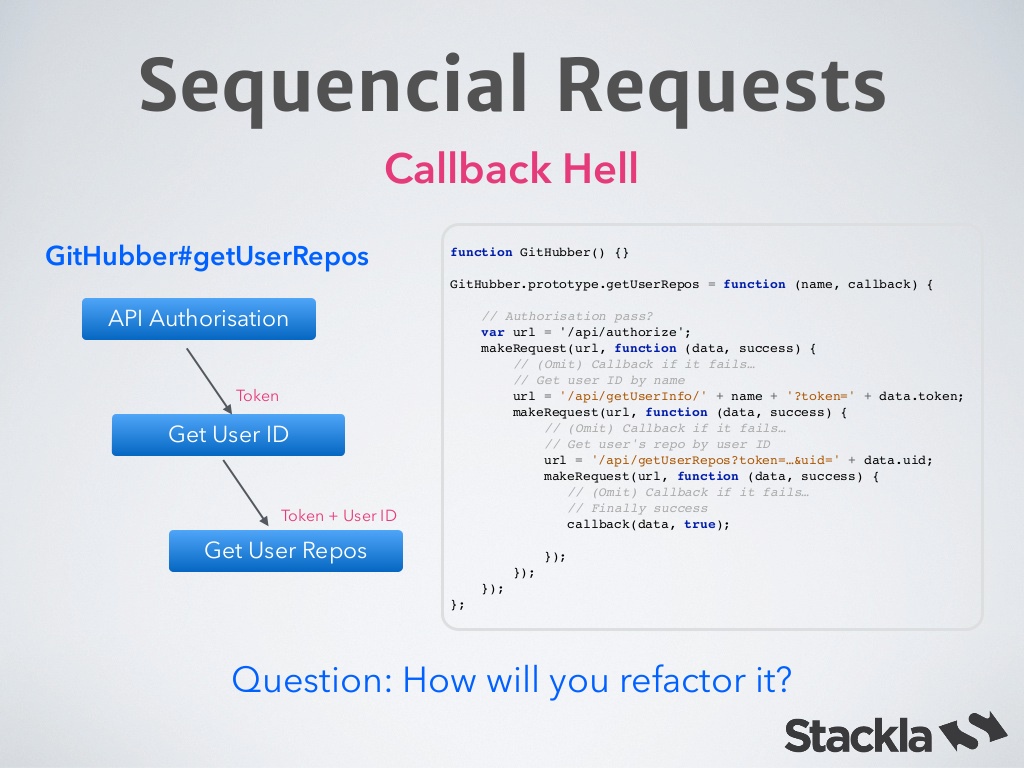 Sequencial Requests
Callback Hell
GitHubber#getUserRepos
API Authorisation
Token
Get User ID
Token + User ID
Get User Repos
function GitHubber() {}
GitHubber.prototype.getUserRepos = function (name, callback) {
// Authorisation pass?
var url = '/api/authorize';
makeRequest(url, function (data, success) {
// (Omit) Callback if it fails…
// Get user ID by name
url = '/api/getUserInfo/' + name + '?token=' + data.token;
makeRequest(url, function (data, success) {
// (Omit) Callback if it fails…
// Get user's repo by user ID
url = '/api/getUserRepos?token=…&uid=' + data.uid;
makeRequest(url, function (data, success) {
// (Omit) Callback if it fails…
// Finally success
callback(data, true);
});
});
});
};
Question: How will you refactor it?
Stackla